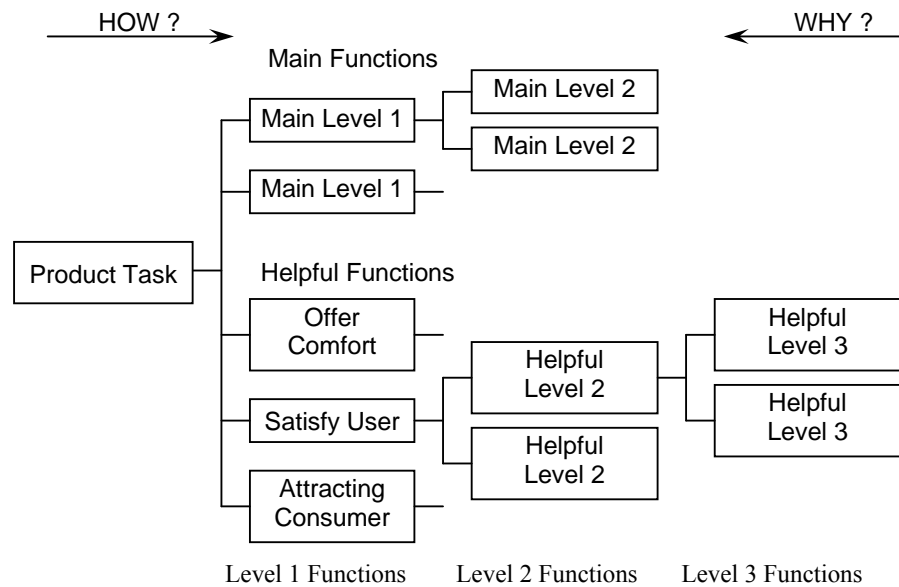 HOW ?
WHY ?
Main Functions
Main Level 1
Main Level 2
Main Level 2
Main Level 1
Product Task
Helpful Functions
Offer
Comfort
Satisfy User
Helpful
Level 2
Helpful
Level 2
Helpful
Level 3
Helpful
Level 3
Attracting
Consumer
Level 1 Functions
Level 2 Functions
Level 3 Functions